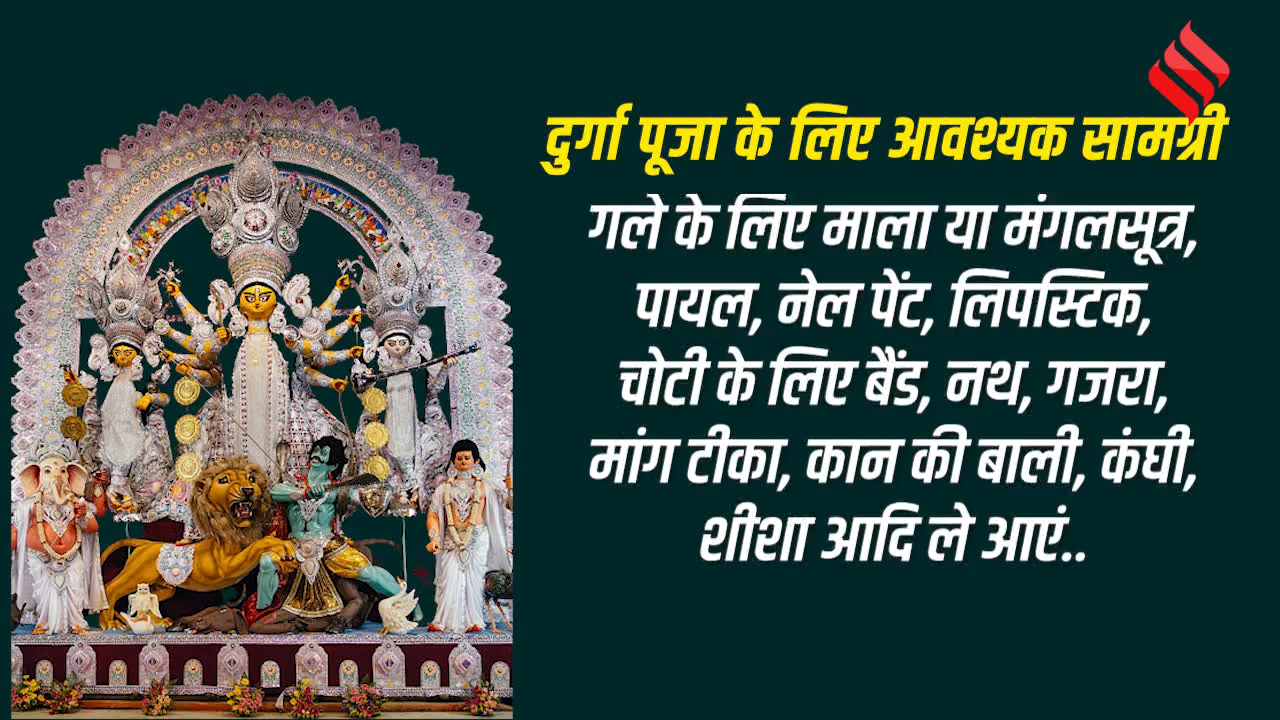 दुर्गा पूजा के लिए आवश्यक सामग्री
गले के लिए माला या मंगलसूत्र,
पायल, नेल पेंट, लिपस्टिक,
चोटी के लिए बैंड, नथ, गजरा,
मांग टीका, कान की बाली, कंघी,
शीशा आदि ले आएं..